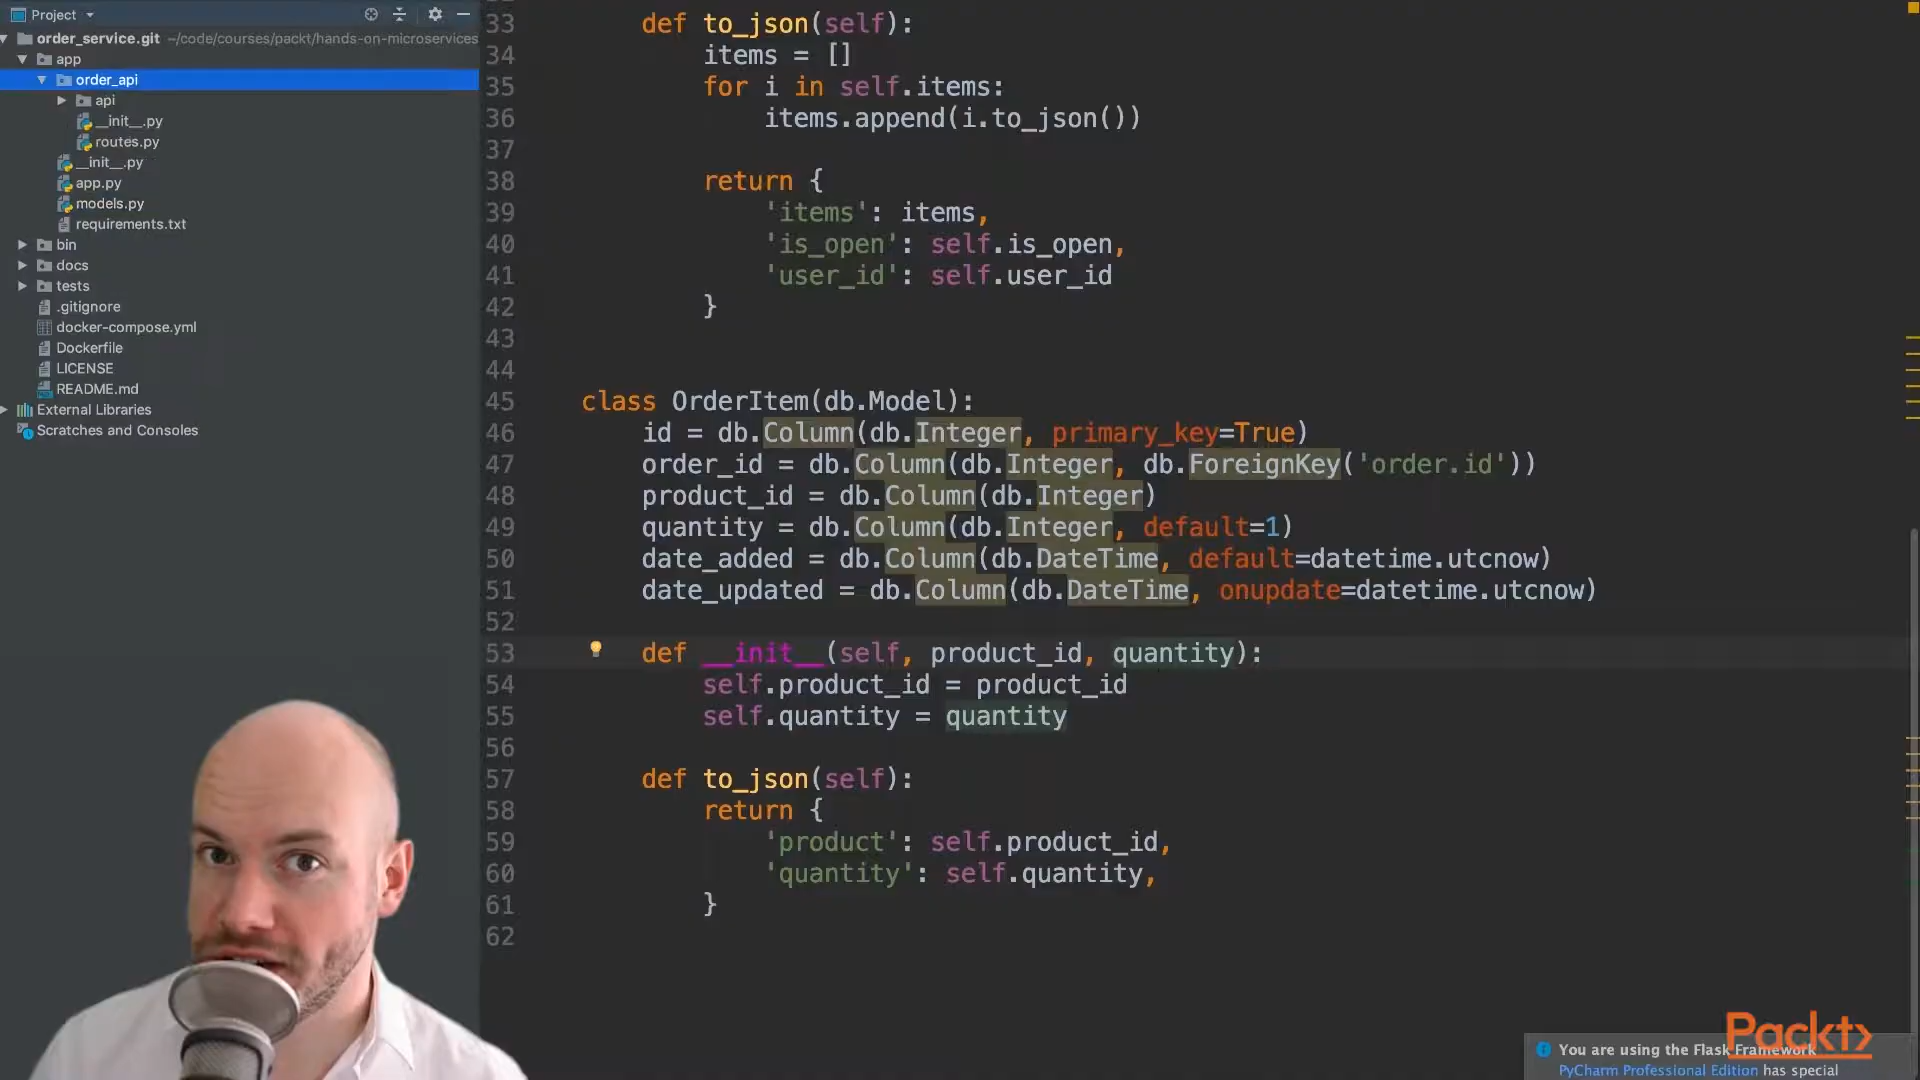 Project
order_service.git ~/code/courses/packt/hands-on-microservices
app
order_api
api
__init__.py
routes.py
__init__.py
app.py
models.py
requirements.txt
bin
docs
tests
.gitignore
docker-compose.yml
Dockerfile
LICENSE
README.md
External Libraries
Scratches and Consoles
33 def to_json(self):
34 items = []
35 for i in self.items:
36 items.append(i.to_json())
37
38 return {
39 'items': items,
40 'is_open': self.is_open,
41 'user_id': self.user_id
42 }
43
44
45 class OrderItem(db.Model):
46 id = db.Column(db.Integer, primary_key=True)
47 order_id = db.Column(db.Integer, db.ForeignKey('order.id'))
48 product_id = db.Column(db.Integer)
49 quantity = db.Column(db.Integer, default=1)
50 date_added = db.Column(db.DateTime, default=datetime.utcnow)
51 date_updated = db.Column(db.DateTime, onupdate=datetime.utcnow)
52
53 def __init__(self, product_id, quantity):
54 self.product_id = product_id
55 self.quantity = quantity
56
57 def to_json(self):
58 return {
59 'product': self.product_id,
60 'quantity': self.quantity,
61 }
62
Packt>
You are using the Flask Framework
PyCharm Professional Edition has special